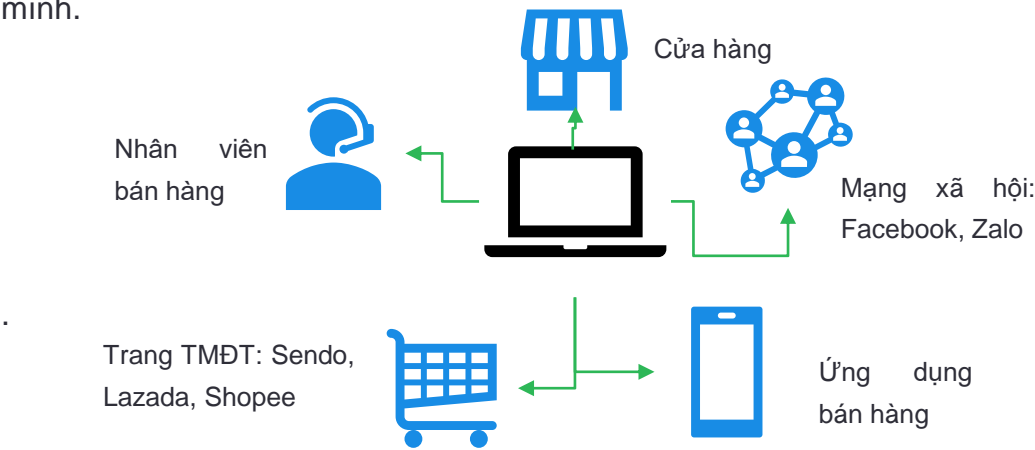 mình.
Cửa hàng
Nhân viên
bán hàng
Mạng xã hội:
Facebook, Zalo
.
Trang TMĐT: Sendo,
Lazada, Shopee
Ứng dụng
bán hàng